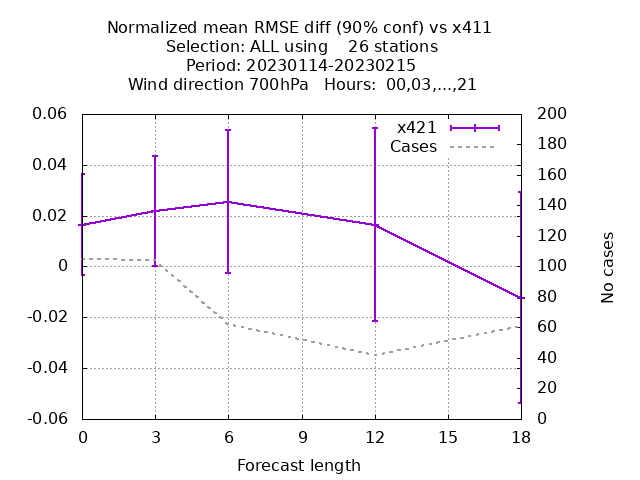 Normalized mean RMSE diff (90% conf) vs x411
Selection: ALL using    26 stations
Period: 20230114-20230215
Wind direction 700hPa   Hours:  00,03,...,21
x421
Cases
0.06
0.04
0.02
0
-0.02
-0.04
-0.06
200
180
160
140
120
100
80
60
40
20
0
No cases
0 3 6 9 12 15 18
Forecast length